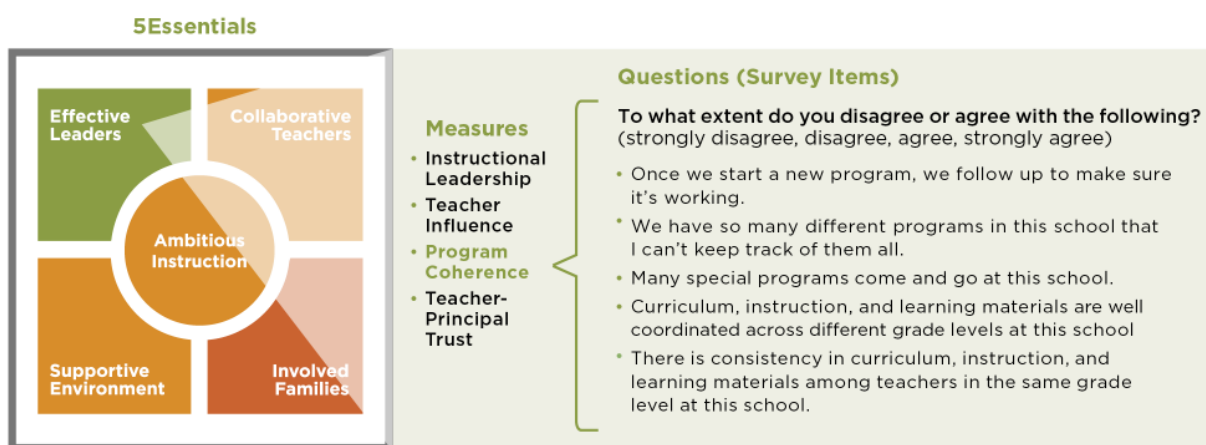 5Essentials
Effective
Leaders
Collaborative
Teachers
Ambitious
Instruction
Supportive
Environment
Involved
Families
Measures
• Instructional
Leadership
• Teacher
Influence
• Program
Coherence
• Teacher-
Principal
Trust
Questions (Survey Items)
To what extent do you disagree or agree with the following?
(strongly disagree, disagree, agree, strongly agree)
• Once we start a new program, we follow up to make sure
it's working.
• We have so many different programs in this school that
I can't keep track of them all.
• Many special programs come and go at this school.
• Curriculum, instruction, and learning materials are well
coordinated across different grade levels at this school
• There is consistency in curriculum, instruction, and
learning materials among teachers in the same grade
level at this school.